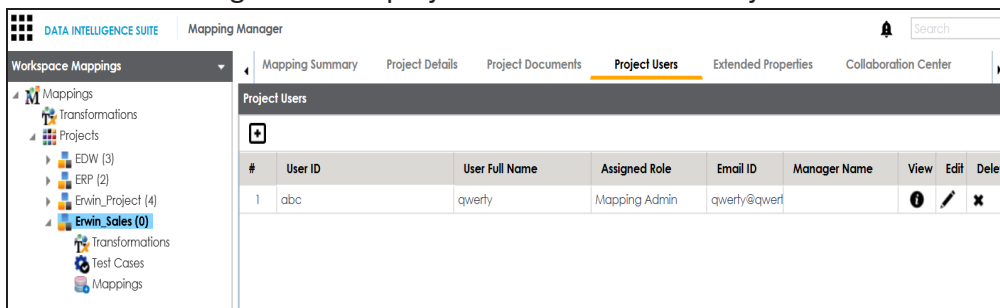 DATA INTELLIGENCE SUITE Mapping Manager Search
Workspace Mappings
Mapping Summary Project Details Project Documents Project Users Extended Properties Collaboration Center
Mappings
Transformations
Projects
EDW (3)
ERP (2)
Erwin_Project (4)
Erwin_Sales (0)
Transformations
Test Cases
Mappings
Project Users
# User ID User Full Name Assigned Role Email ID Manager Name View Edit Dele
1 abc qwerty Mapping Admin qwerty@qwert